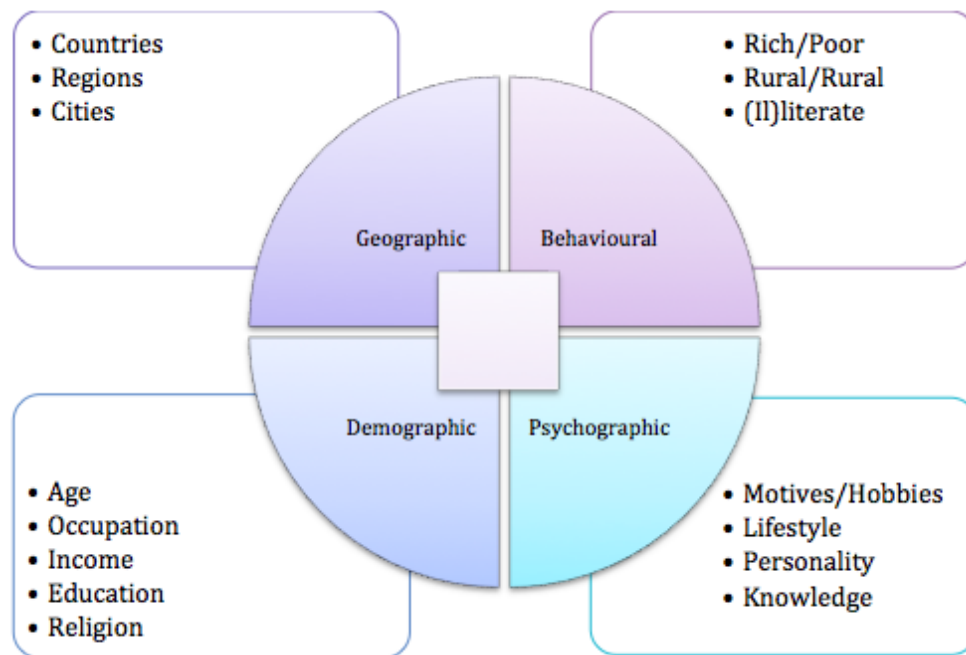 • Countries
• Regions
• Cities
• Rich/Poor
• Rural/Rural
• (Il)literate
Geographic
Behavioural
Demographic
Psychographic
• Age
• Occupation
• Income
• Education
• Religion
• Motives/Hobbies
• Lifestyle
• Personality
• Knowledge